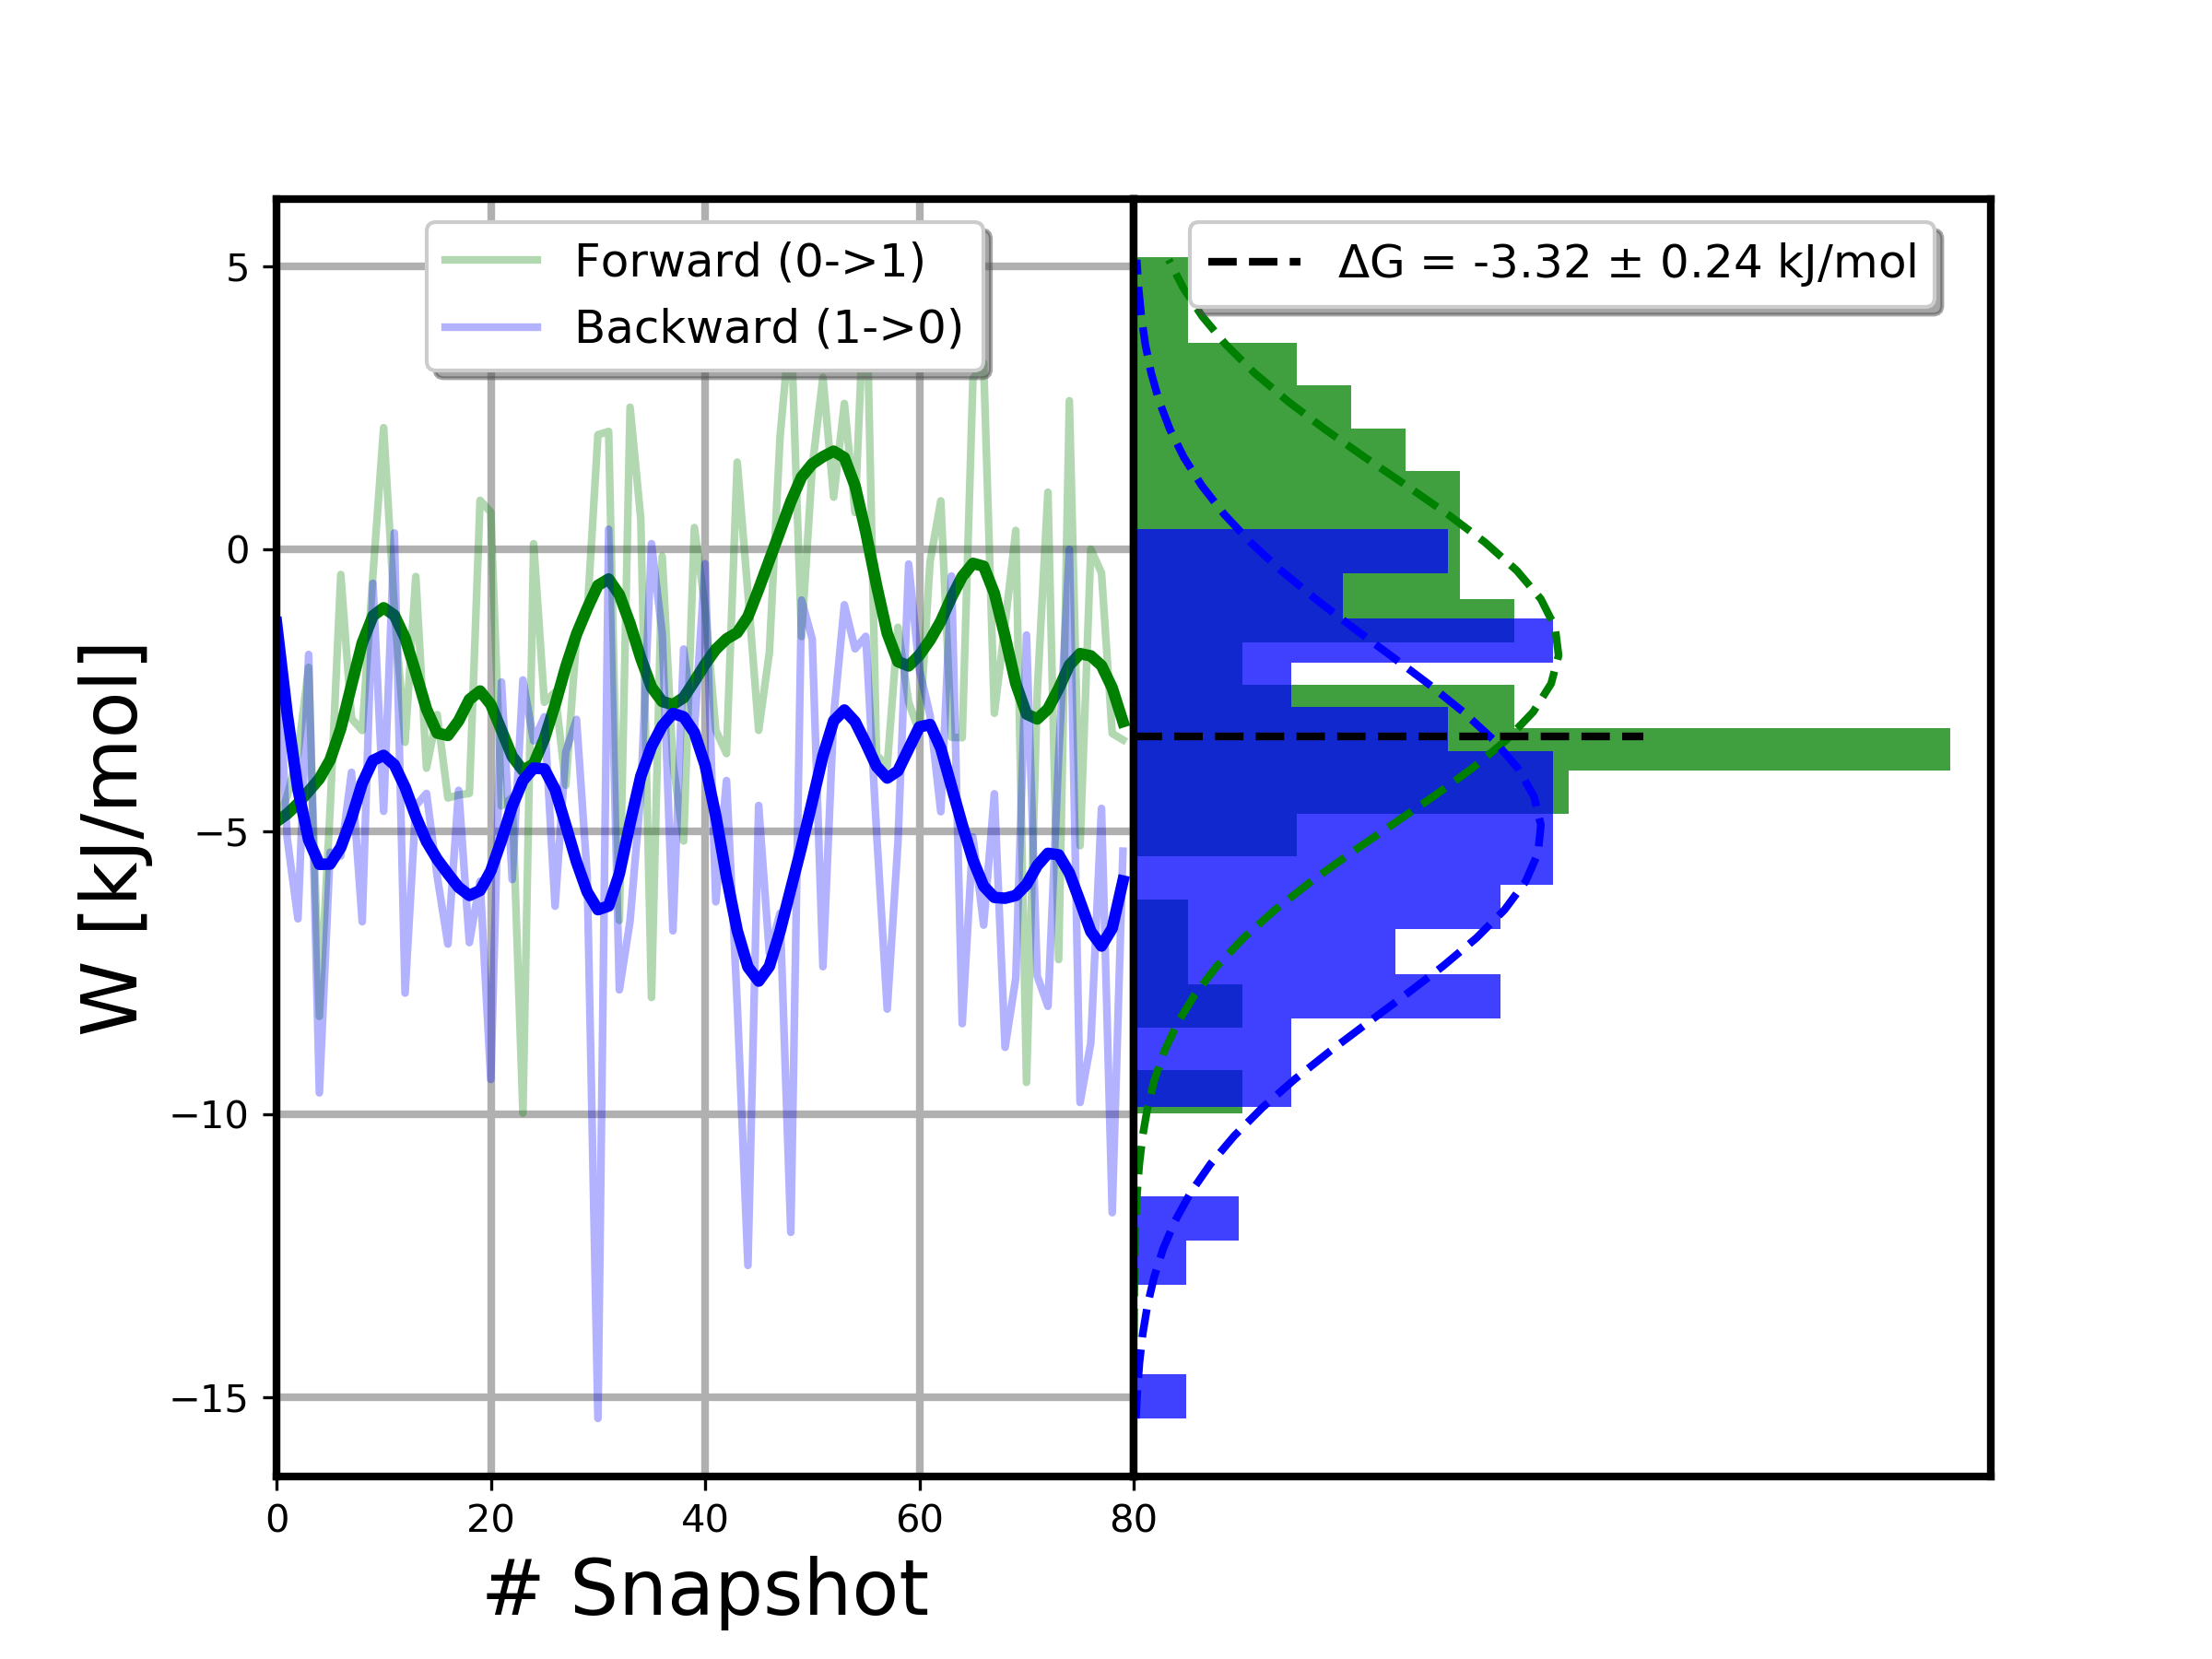 Forward (0->1)
Backward (1->0)
ΔG = -3.32 ± 0.24 kJ/mol
W [kJ/mol]
5
0
−5
−10
−15
0 20 40 60 80
# Snapshot